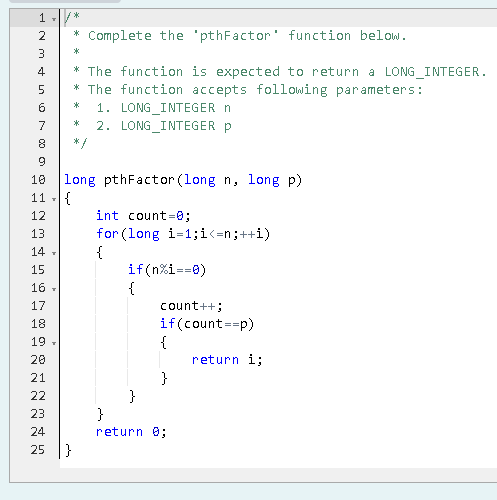 1 /*
2  * Complete the 'pthFactor' function below.
3  *
4  * The function is expected to return a LONG_INTEGER.
5  * The function accepts following parameters:
6  *  1. LONG_INTEGER n
7  *  2. LONG_INTEGER p
8  */
9
10 long pthFactor(long n, long p)
11 {
12     int count=0;
13     for(long i=1;i<=n;++i)
14     {
15         if(n%i==0)
16         {
17             count++;
18             if(count==p)
19             {
20                 return i;
21             }
22         }
23     }
24     return 0;
25 }